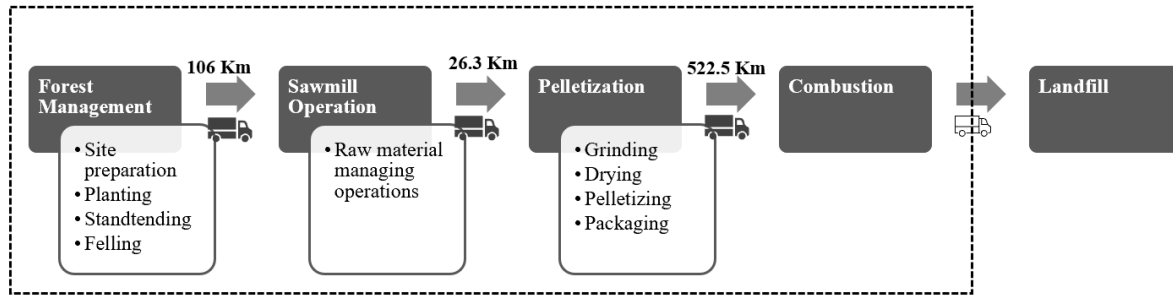 106 Km
26.3 Km
522.5 Km
Forest
Management
Sawmill
Operation
Pelletization
Combustion
Landfill
• Site
preparation
• Planting
• Standtending
• Felling
• Raw material
managing
operations
• Grinding
• Drying
• Pelletizing
• Packaging